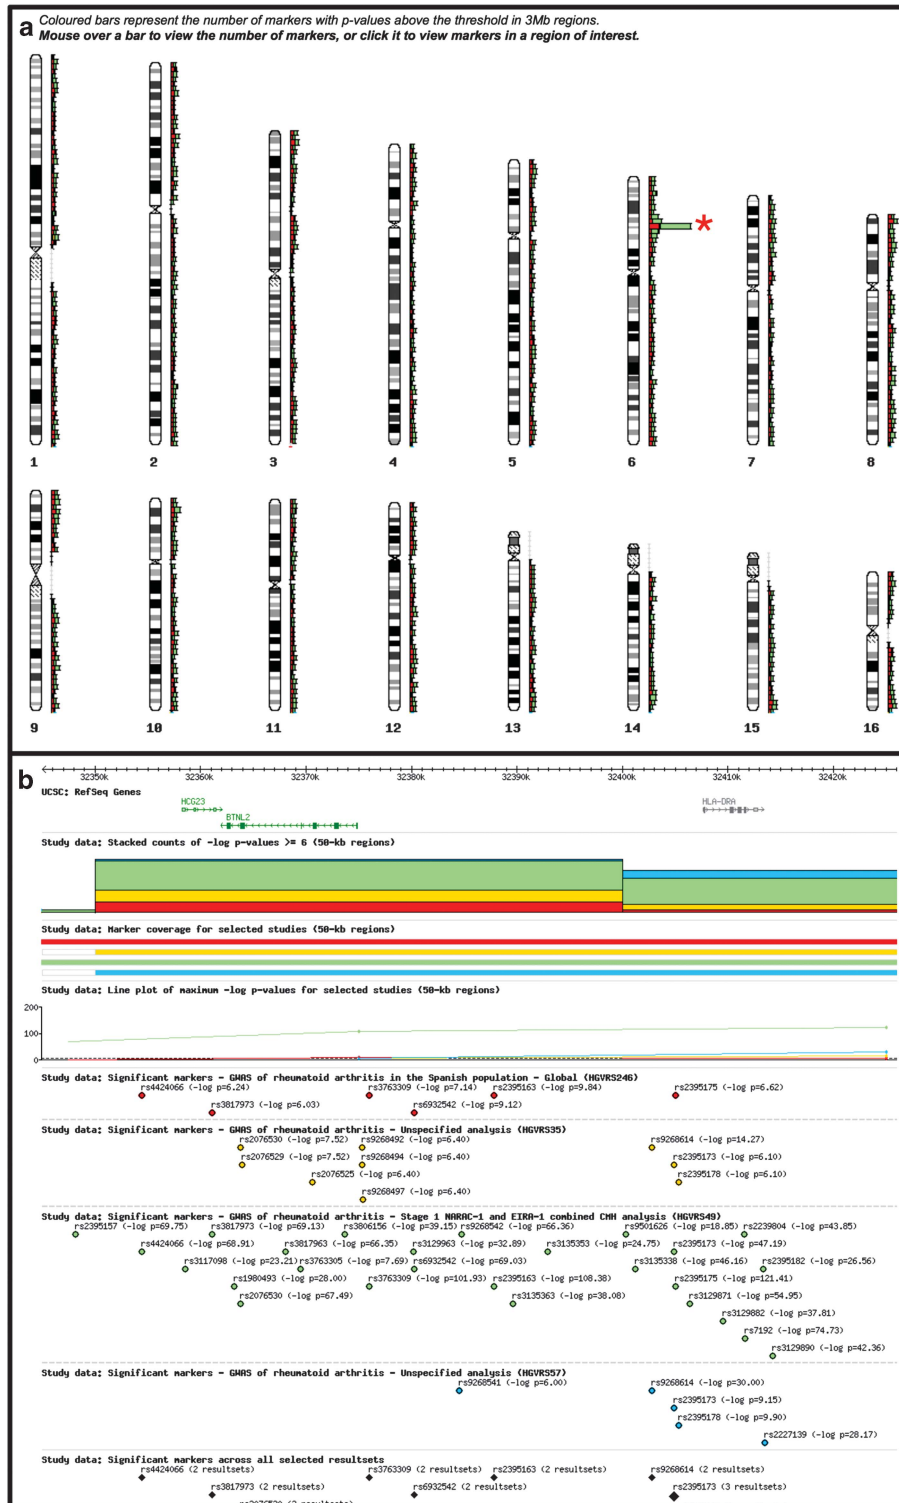 a Coloured bars represent the number of markers with p-values above the threshold in 3Mb regions.
Mouse over a bar to view the number of markers, or click it to view markers in a region of interest.
*
1 2 3 4 5 6 7 8
9 10 11 12 13 14 15 16
b
32350k 32360k 32370k 32380k 32390k 32400k 32410k 32420k
UCSC: RefSeq Genes
HCG23 HLA-DRA
BTNL2
Study data: Stacked counts of -log p-values >= 6 (50-kb regions)
Study data: Marker coverage for selected studies (50-kb regions)
Study data: Line plot of maximum -log p-values for selected studies (50-kb regions)
200
100
0
Study data: Significant markers - GWAS of rheumatoid arthritis in the Spanish population - Global (HGVRS246)
rs4424066 (-log p=6.24) rs3763309 (-log p=7.14) rs2395163 (-log p=9.84) rs2395175 (-log p=6.62)
rs3817973 (-log p=6.03) rs6932542 (-log p=9.12)
Study data: Significant markers - GWAS of rheumatoid arthritis - Unspecified analysis (HGVRS35)
rs2076530 (-log p=7.52) rs9268492 (-log p=6.40) rs9268614 (-log p=14.27)
rs2076529 (-log p=7.52) rs9268494 (-log p=6.40) rs2395173 (-log p=6.10)
rs2076525 (-log p=6.40) rs2395178 (-log p=6.10)
rs9268497 (-log p=6.40)
Study data: Significant markers - GWAS of rheumatoid arthritis - Stage 1 NARAC-1 and EIRA-1 combined CMH analysis (HGVRS49)
rs2395157 (-log p=69.75) rs3817973 (-log p=69.13) rs3806156 (-log p=39.15) rs9268542 (-log p=66.36) rs9501626 (-log p=18.85) rs2239804 (-log p=43.85)
rs4424066 (-log p=68.91) rs3817963 (-log p=66.35) rs3129963 (-log p=32.89) rs3135353 (-log p=24.75) rs2395173 (-log p=47.19)
rs3117098 (-log p=23.21) rs3763305 (-log p=7.69) rs6932542 (-log p=69.03) rs3135338 (-log p=46.16) rs2395182 (-log p=26.56)
rs1980493 (-log p=28.00) rs3763309 (-log p=101.93) rs2395163 (-log p=108.38) rs2395175 (-log p=121.41)
rs2076530 (-log p=67.49) rs3135363 (-log p=38.08) rs3129871 (-log p=54.95)
rs3129882 (-log p=37.81)
rs7192 (-log p=74.73)
rs3129890 (-log p=42.36)
Study data: Significant markers - GWAS of rheumatoid arthritis - Unspecified analysis (HGVRS57)
rs9268541 (-log p=6.00) rs9268614 (-log p=30.00)
rs2395173 (-log p=9.15)
rs2395178 (-log p=9.90)
rs2227139 (-log p=28.17)
Study data: Significant markers across all selected resultsets
rs4424066 (2 resultsets) rs3763309 (2 resultsets) rs2395163 (2 resultsets) rs9268614 (2 resultsets)
rs3817973 (2 resultsets) rs6932542 (2 resultsets) rs2395173 (3 resultsets)